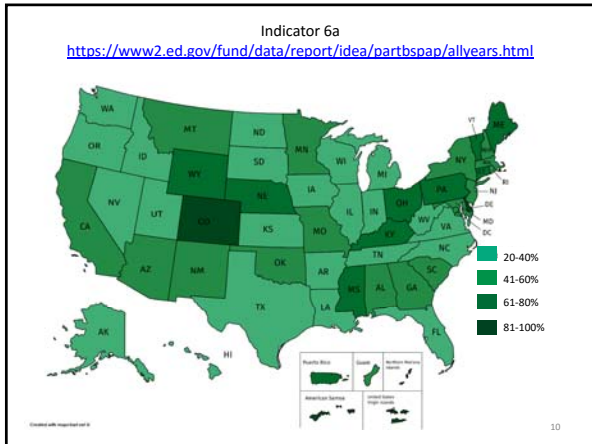 Indicator 6a
https://www2.ed.gov/fund/data/report/idea/partbspap/allyears.html
WA
MT
ND
MN
VT
ME
OR
ID
SD
WI
MI
NY
WY
RI
IA
NE
PA
NJ
NV
UT
CO
IL
IN
OH
DE
MD
DC
CA
KS
MO
KY
WV
VA
NC
TN
AZ
NM
OK
AR
SC
MS
AL
GA
TX
LA
FL
AK
HI
20-40%
41-60%
61-80%
81-100%
Puerto Rico
Guam
Northern Mariana Islands
American Samoa
United States Virgin Islands
10